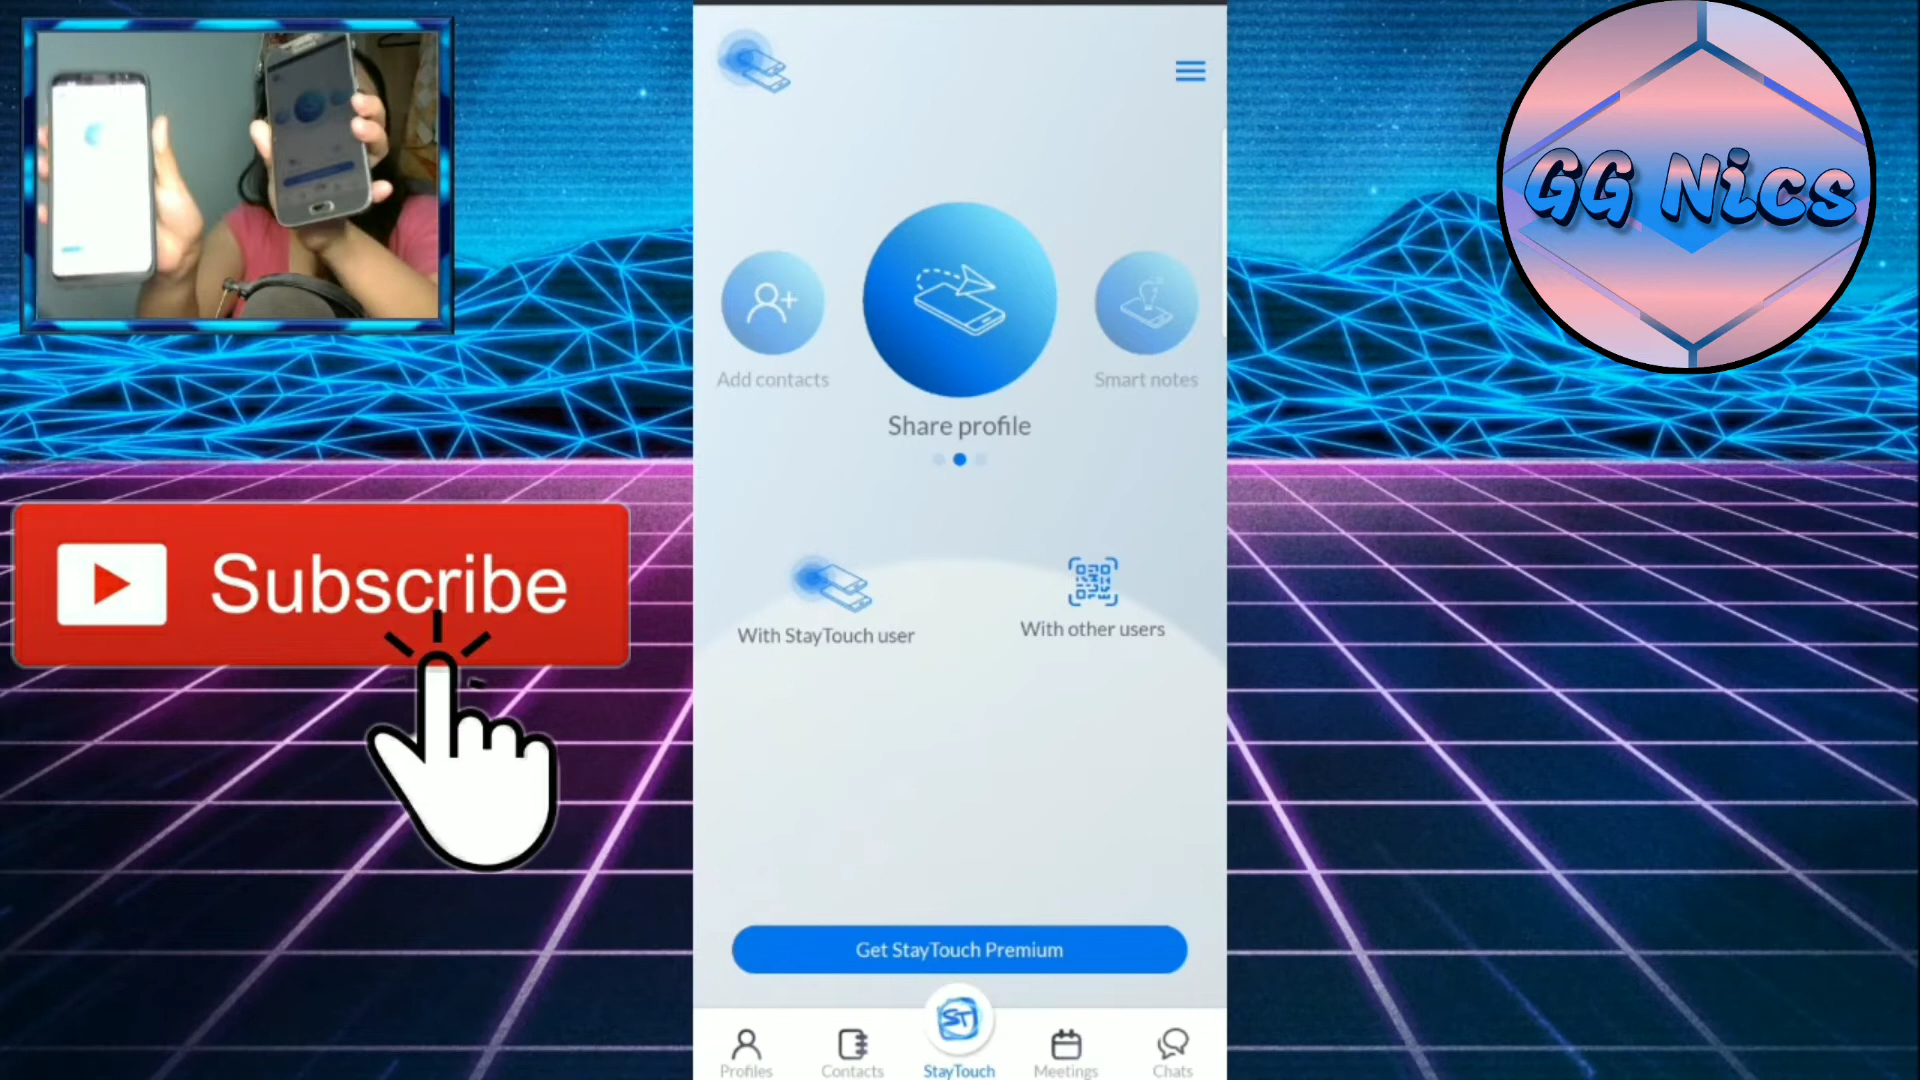 GG Nics
Add contacts
Smart notes
Share profile
Subscribe
With StayTouch user
With other users
Get StayTouch Premium
ST
Profiles
Contacts
StayTouch
Meetings
Chats